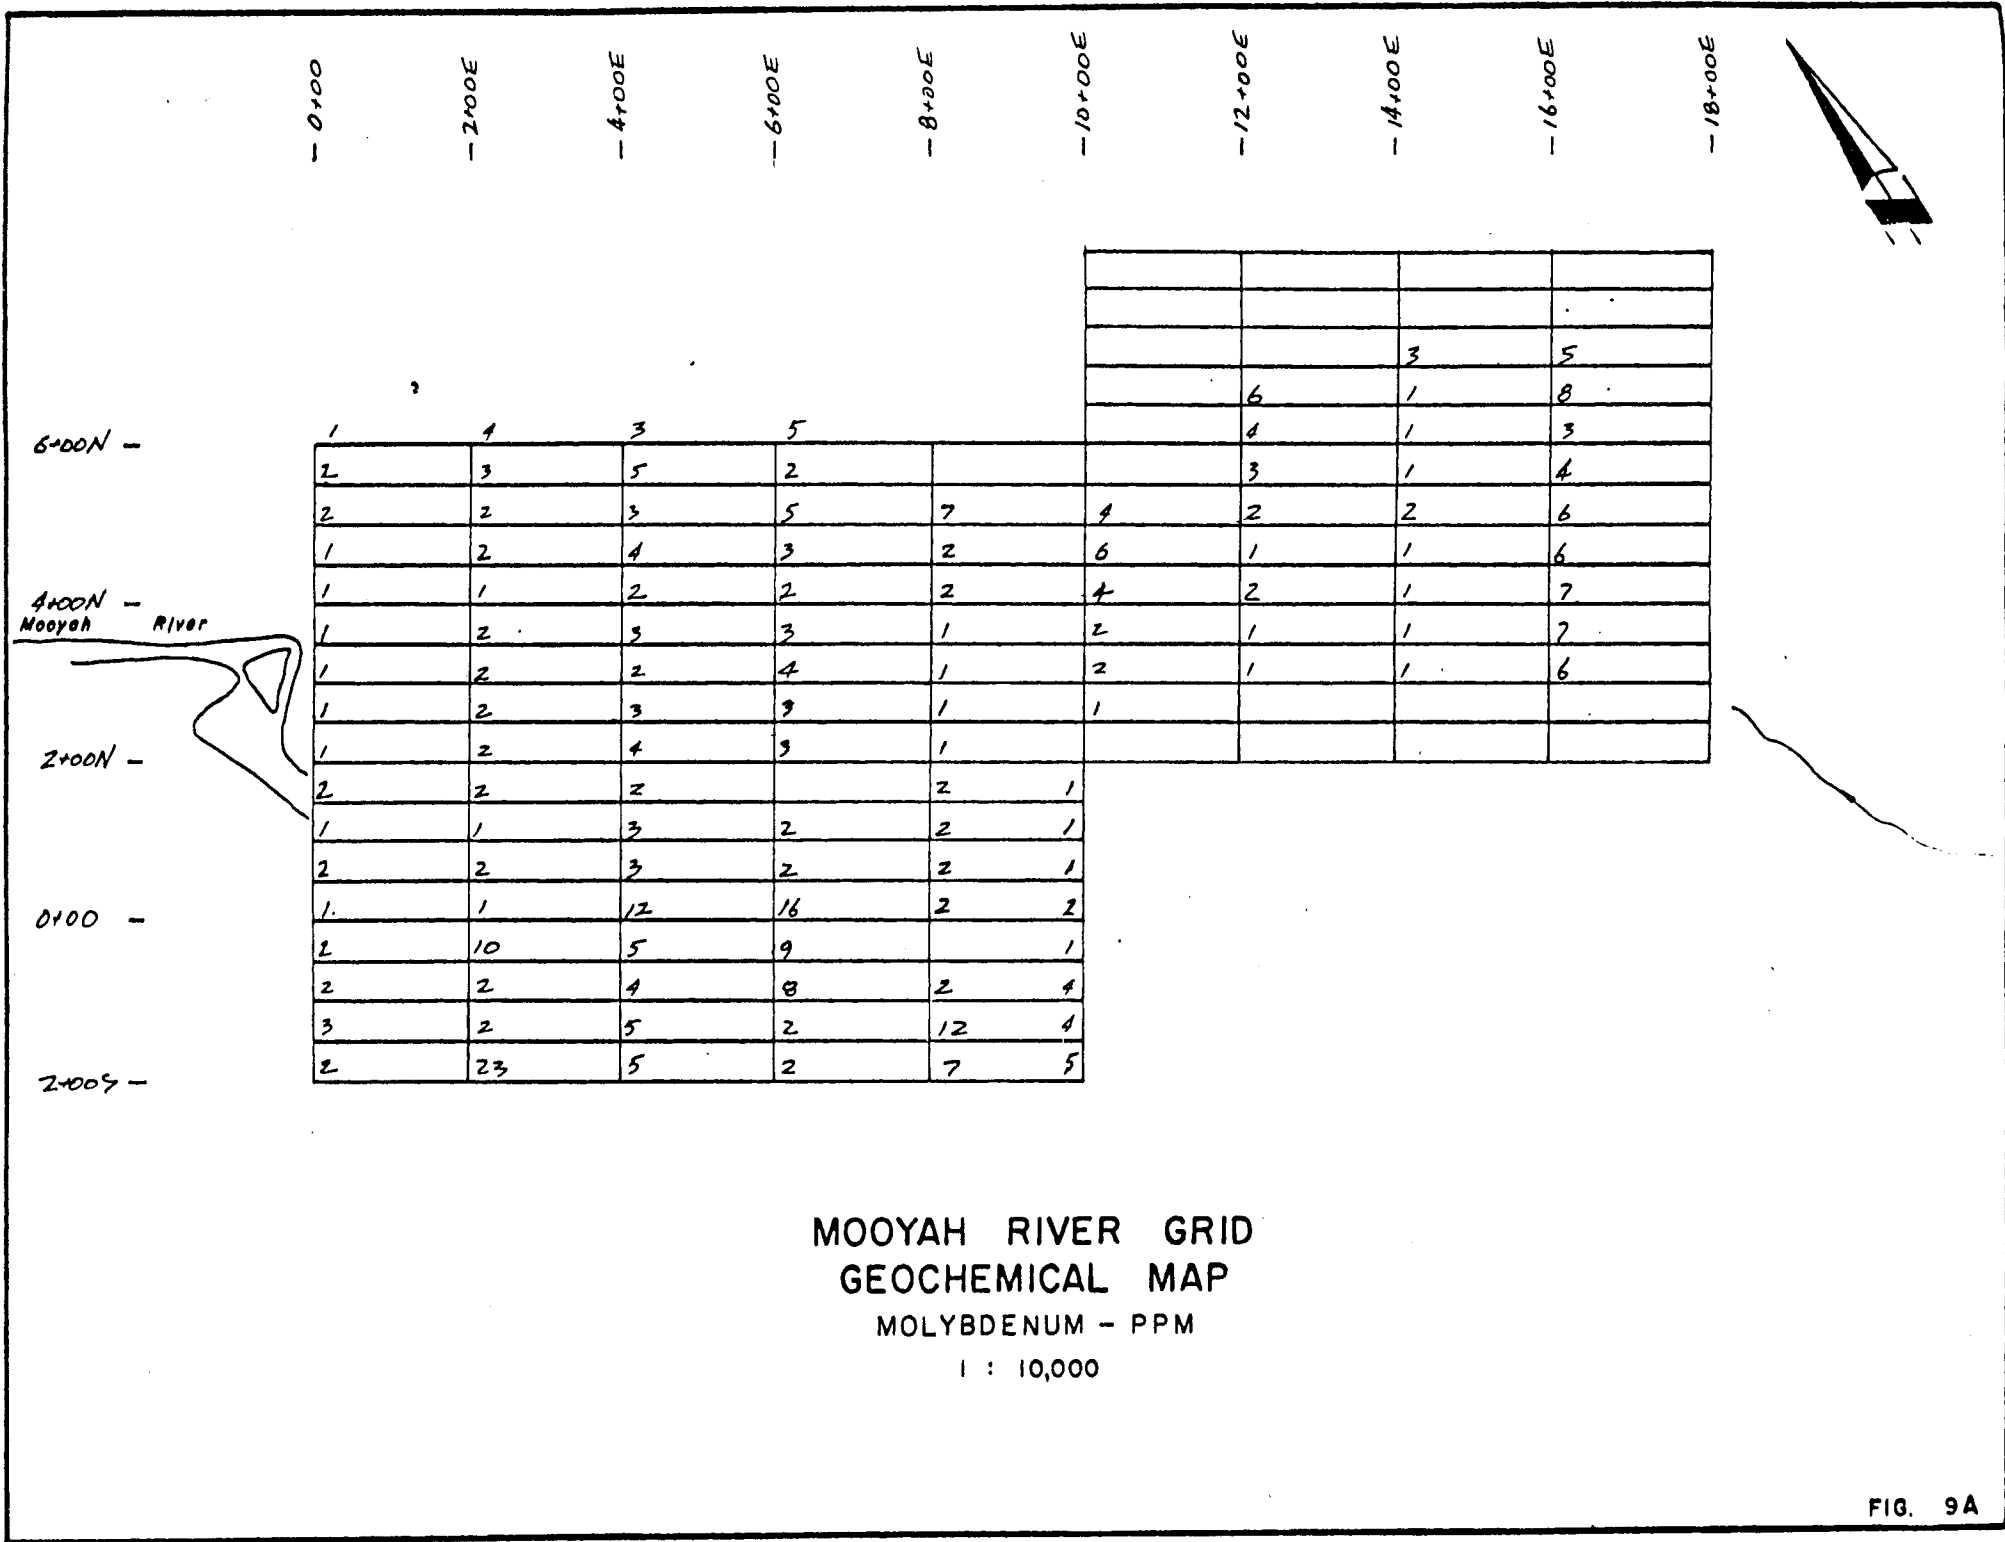 -0+00 -2+00E -4+00E -6+00E -8+00E -10+00E -12+00E -14+00E -16+00E -18+00E
3 5
6 1 8
6+00N - 1 4 3 5 4 1 3
2 3 5 2 3 1 4
2 2 3 5 7 4 2 2 6
1 2 4 3 2 6 1 1 6
4+00N - 1 1 2 2 2 4 2 1 7
Mooyah River
1 2 3 3 1 2 1 1
1 2 2 4 1 2 1 1 6
1 2 3 3 1 1
2+00N - 1 2 4 3 1
2 2 2 2 1
1 1 3 2 2 1
2 2 3 2 2 1
0+00 - 1 1 12 16 2 2
2 10 5 9 1
2 2 4 8 2 4
3 2 5 2 12 4
2+00S - 2 23 5 2 7 5
MOOYAH RIVER GRID
GEOCHEMICAL MAP
MOLYBDENUM - PPM
1 : 10,000
FIG. 9A